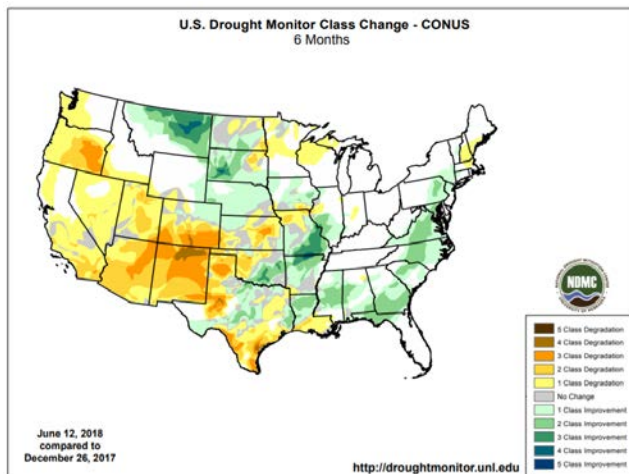 U.S. Drought Monitor Class Change - CONUS
6 Months
NDMC
5 Class Degradation
4 Class Degradation
3 Class Degradation
2 Class Degradation
1 Class Degradation
No Change
1 Class Improvement
2 Class Improvement
3 Class Improvement
4 Class Improvement
5 Class Improvement
June 12, 2018
compared to
December 26, 2017
http://droughtmonitor.unl.edu